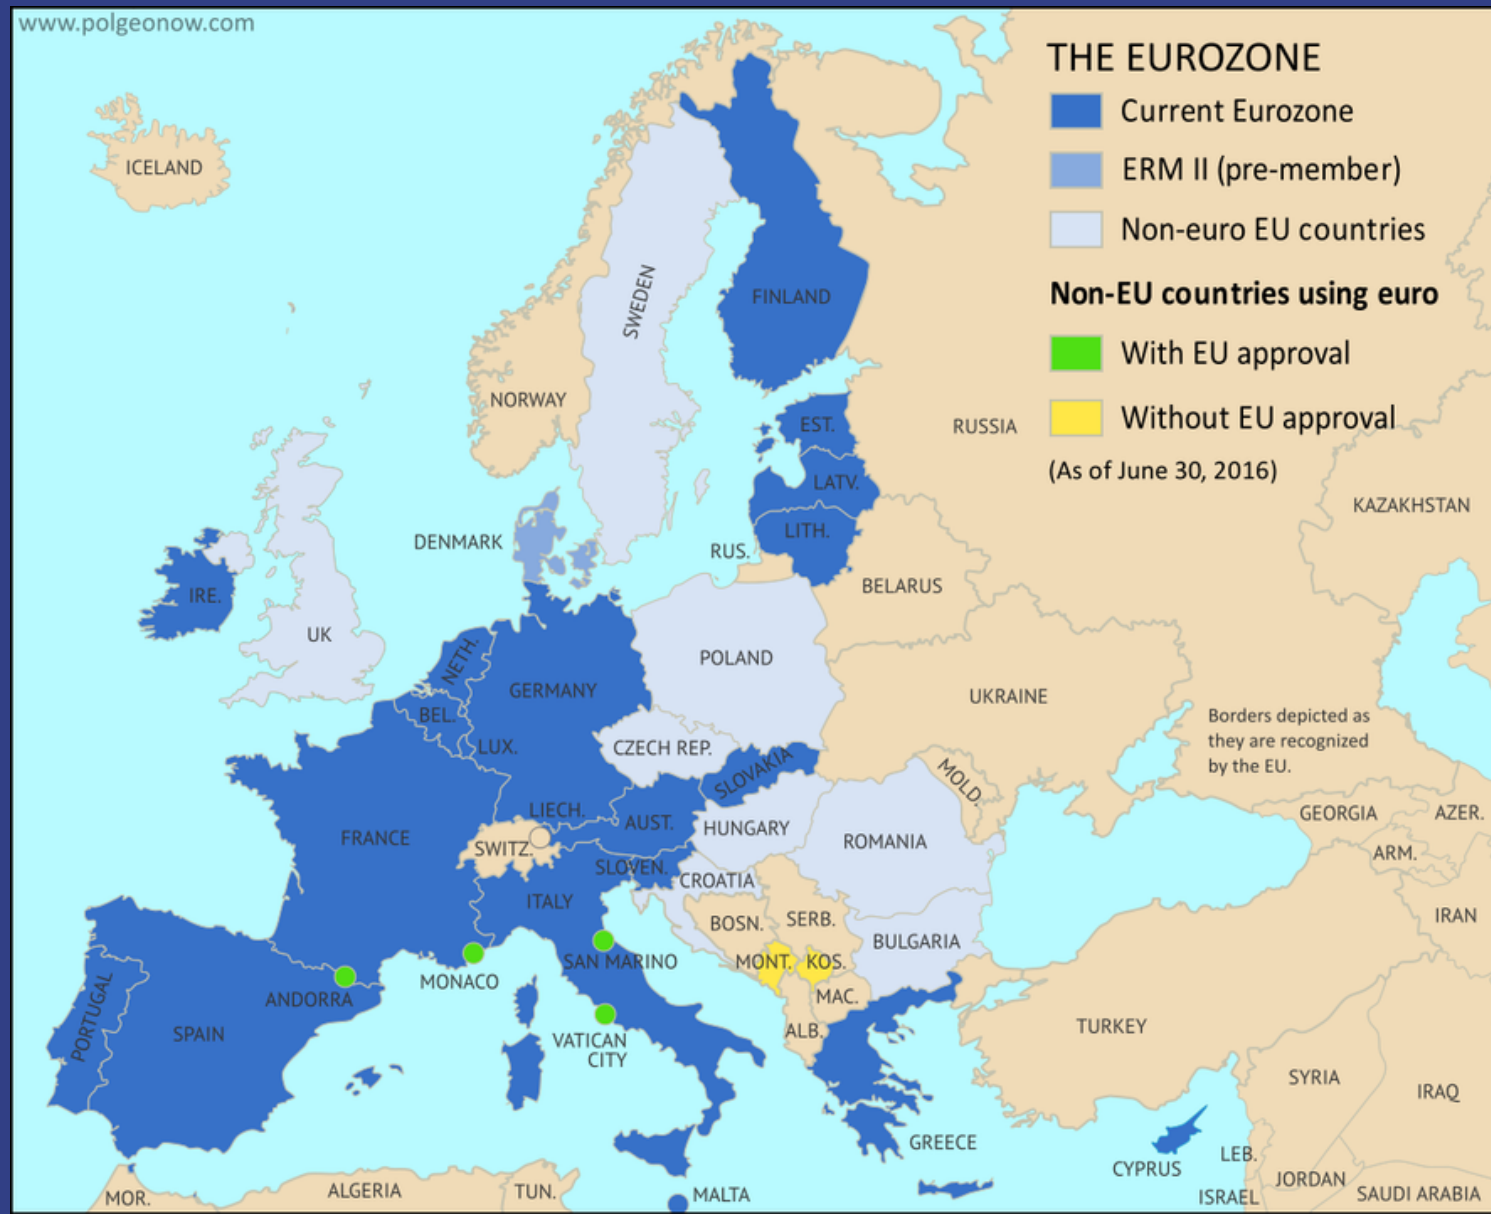 www.polgeonow.com
THE EUROZONE
Current Eurozone
ERM II (pre-member)
Non-euro EU countries
Non-EU countries using euro
With EU approval
Without EU approval
(As of June 30, 2016)
ICELAND
SWEDEN
FINLAND
NORWAY
RUSSIA
EST.
LATV.
LITH.
RUS.
DENMARK
KAZAKHSTAN
BELARUS
IRE.
UK
NETH.
POLAND
GERMANY
BEL.
LUX.
CZECH REP.
UKRAINE
Borders depicted as
they are recognized
by the EU.
SLOVAKIA
MOLD.
LIECH.
AUST.
HUNGARY
ROMANIA
GEORGIA
AZER.
FRANCE
SWITZ.
SLOVEN.
CROATIA
ARM.
ITALY
BOSN.
SERB.
BULGARIA
IRAN
SAN MARINO
MONT.
KOS.
MONACO
ANDORRA
MAC.
PORTUGAL
SPAIN
VATICAN
CITY
ALB.
TURKEY
SYRIA
IRAQ
GREECE
CYPRUS
LEB.
JORDAN
ISRAEL
SAUDI ARABIA
MOR.
ALGERIA
TUN.
MALTA